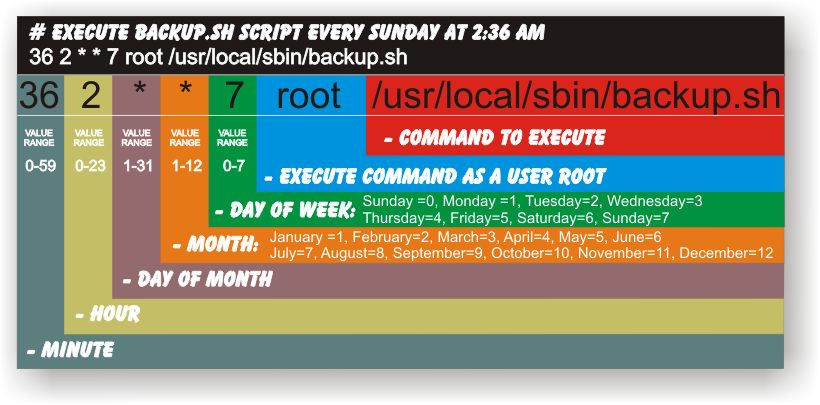 # EXECUTE BACKUP.SH SCRIPT EVERY SUNDAY AT 2:36 AM
36 2 * * 7 root /usr/local/sbin/backup.sh
36 2 * * 7 root /usr/local/sbin/backup.sh
VALUE RANGE VALUE RANGE VALUE RANGE VALUE RANGE VALUE RANGE
- COMMAND TO EXECUTE
0-59 0-23 1-31 1-12 0-7
- EXECUTE COMMAND AS A USER ROOT
- DAY OF WEEK: Sunday =0, Monday =1, Tuesday=2, Wednesday=3
Thursday=4, Friday=5, Saturday=6, Sunday=7
- MONTH: January =1, February=2, March=3, April=4, May=5, June=6
July=7, August=8, September=9, October=10, November=11, December=12
- DAY OF MONTH
- HOUR
- MINUTE